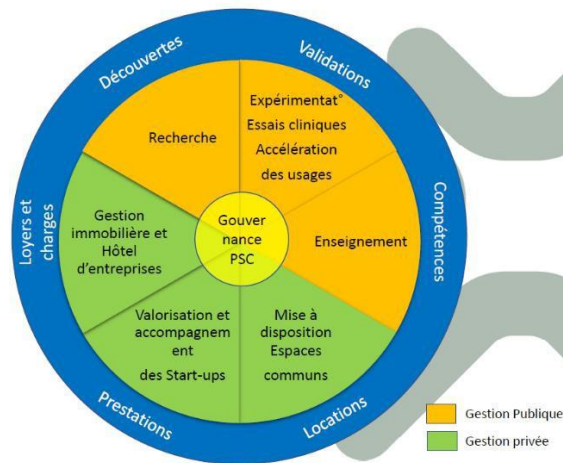 Découvertes
Validations
Compétences
Locations
Prestations
Loyers et
charges
Recherche
Expérimentat°
Essais cliniques
Accélération
des usages
Enseignement
Mise à
disposition
Espaces
communs
Valorisation et
accompagnem
ent
des Start-ups
Gestion
immobilière et
Hôtel
d'entreprises
Gouver
nance
PSC
Gestion Publique
Gestion privée